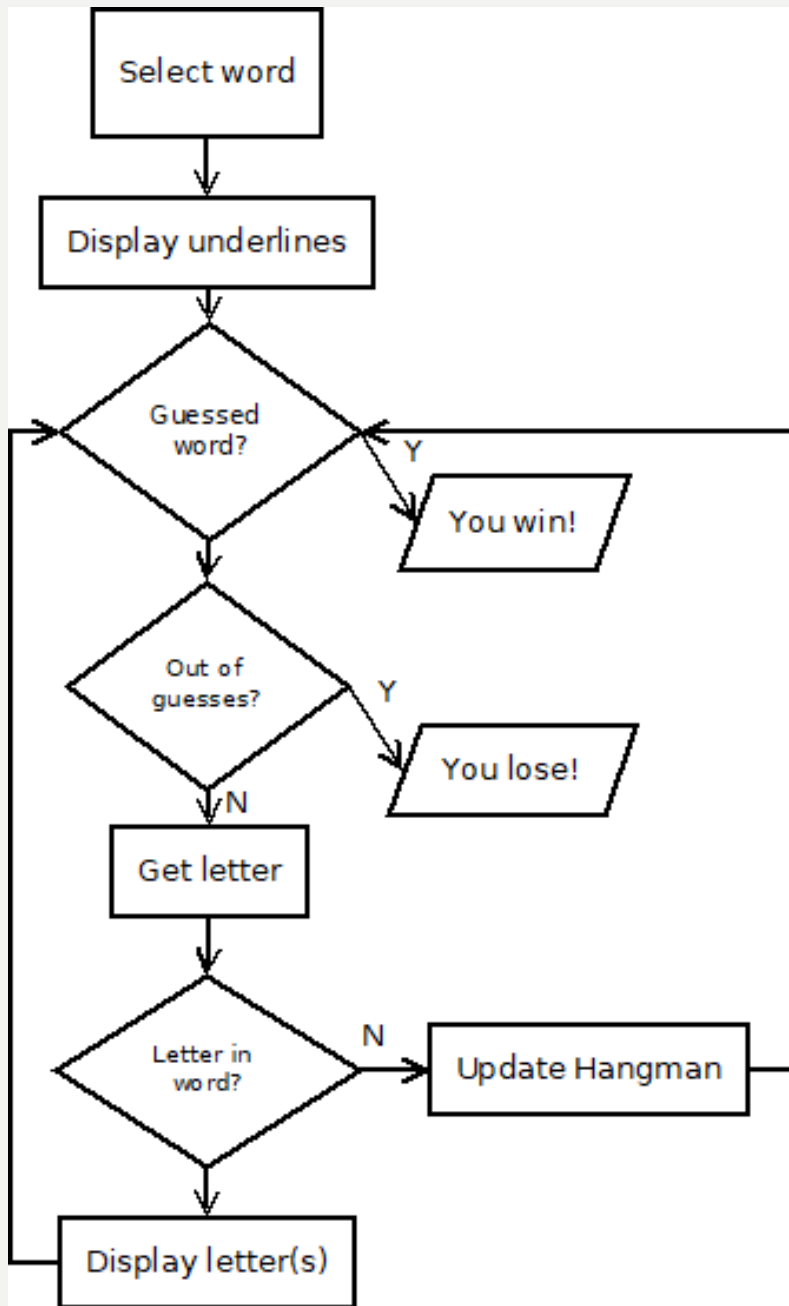 Select word
Display underlines
Guessed
word?
Y
You win!
Out of
guesses?
Y
You lose!
N
Get letter
Letter in
word?
N
Update Hangman
Display letter(s)